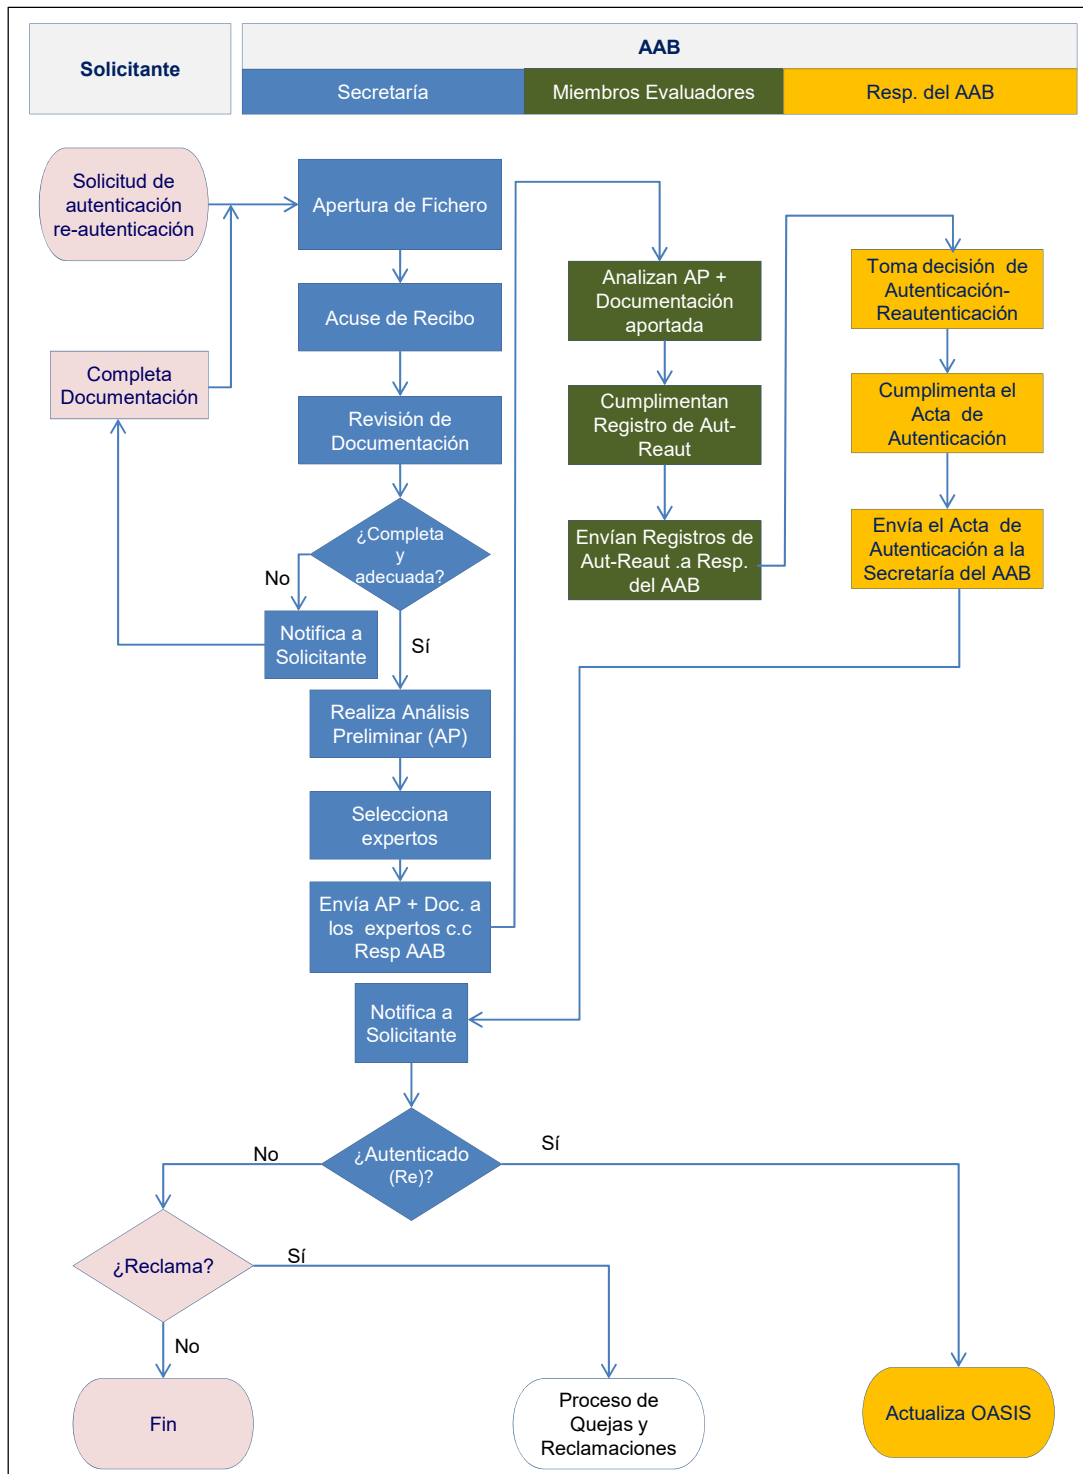 Solicitante
AAB
Secretaría
Miembros Evaluadores
Resp. del AAB
Solicitud de
autenticación
re-autenticación
Apertura de Fichero
Acuse de Recibo
Completa
Documentación
Revisión de
Documentación
¿Completa
y
adecuada?
No
Notifica a
Solicitante
Sí
Realiza Análisis
Preliminar (AP)
Selecciona
expertos
Envía AP + Doc. a
los expertos c.c
Resp AAB
Analizan AP +
Documentación
aportada
Cumplimentan
Registro de Aut-
Reaut
Envían Registros de
Aut-Reaut .a Resp.
del AAB
Toma decisión de
Autenticación-
Reautenticación
Cumplimenta el
Acta de
Autenticación
Envía el Acta de
Autenticación a la
Secretaría del AAB
Notifica a
Solicitante
¿Autenticado
(Re)?
No
Sí
¿Reclama?
Sí
No
Fin
Proceso de
Quejas y
Reclamaciones
Actualiza OASIS